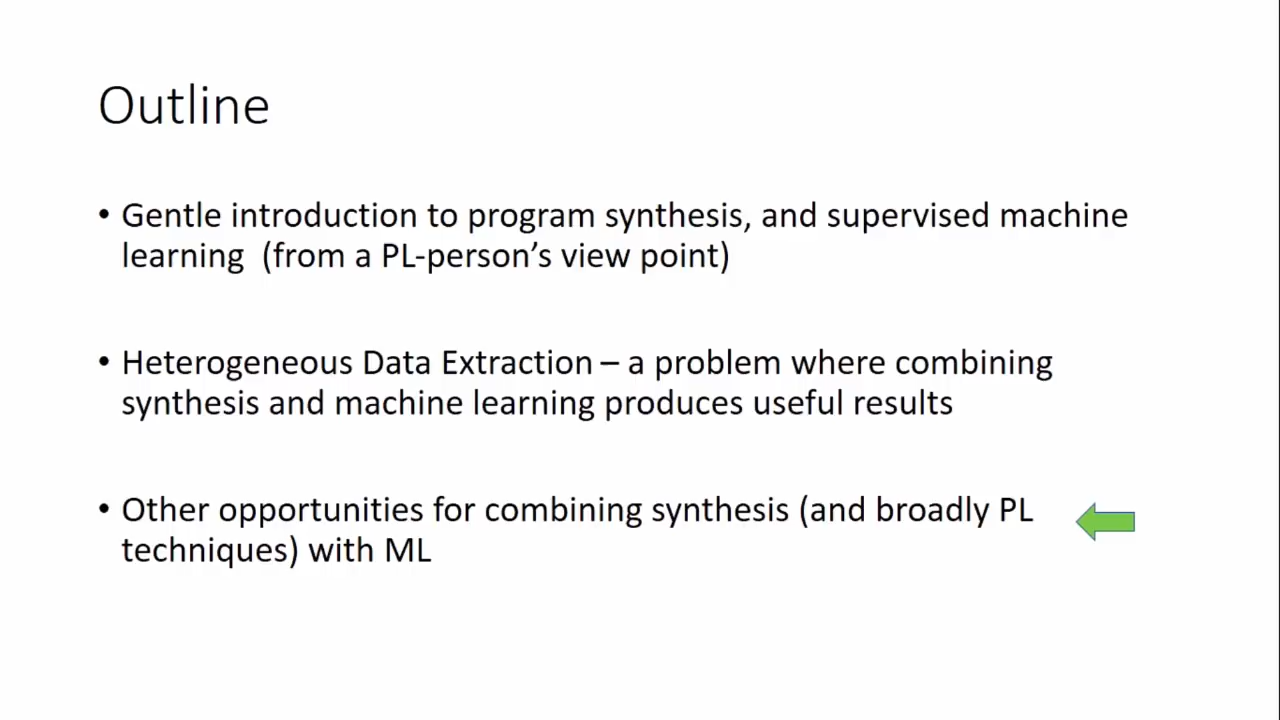 Outline
• Gentle introduction to program synthesis, and supervised machine
learning  (from a PL-person’s view point)
• Heterogeneous Data Extraction – a problem where combining
synthesis and machine learning produces useful results
• Other opportunities for combining synthesis (and broadly PL
techniques) with ML